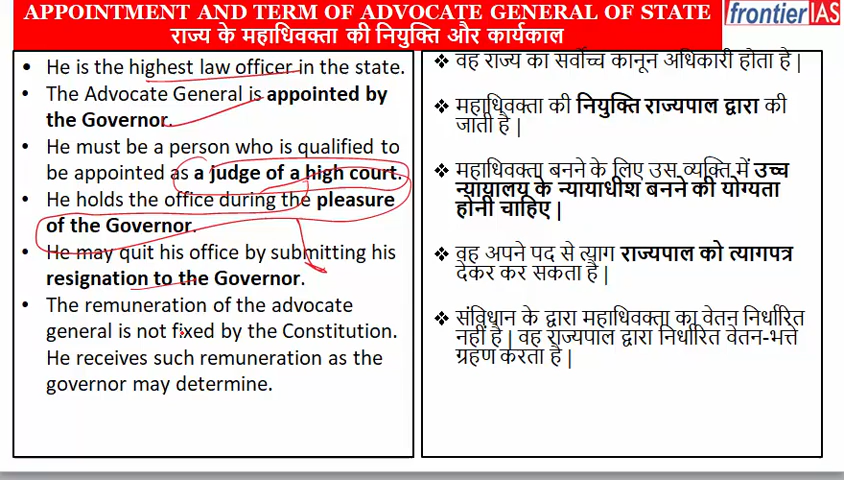 APPOINTMENT AND TERM OF ADVOCATE GENERAL OF STATE
राज्य के महाधिवक्ता की नियुक्ति और कार्यकाल
frontierIAS
• He is the highest law officer in the state.
• The Advocate General is appointed by
the Governor.
• He must be a person who is qualified to
be appointed as a judge of a high court.
• He holds the office during the pleasure
of the Governor.
• He may quit his office by submitting his
resignation to the Governor.
• The remuneration of the advocate
general is not fixed by the Constitution.
He receives such remuneration as the
governor may determine.
❖ वह राज्य का सर्वोच्च कानून अधिकारी होता है |
❖ महाधिवक्ता की नियुक्ति राज्यपाल द्वारा की
जाती है |
❖ महाधिवक्ता बनने के लिए उस व्यक्ति में उच्च
न्यायालय के न्यायाधीश बनने की योग्यता
होनी चाहिए |
❖ वह अपने पद से त्याग राज्यपाल को त्यागपत्र
देकर कर सकता है |
❖ संविधान के द्वारा महाधिवक्ता का वेतन निर्धारित
नहीं है | वह राज्यपाल द्वारा निर्धारित वेतन-भत्ते
ग्रहण करता है |